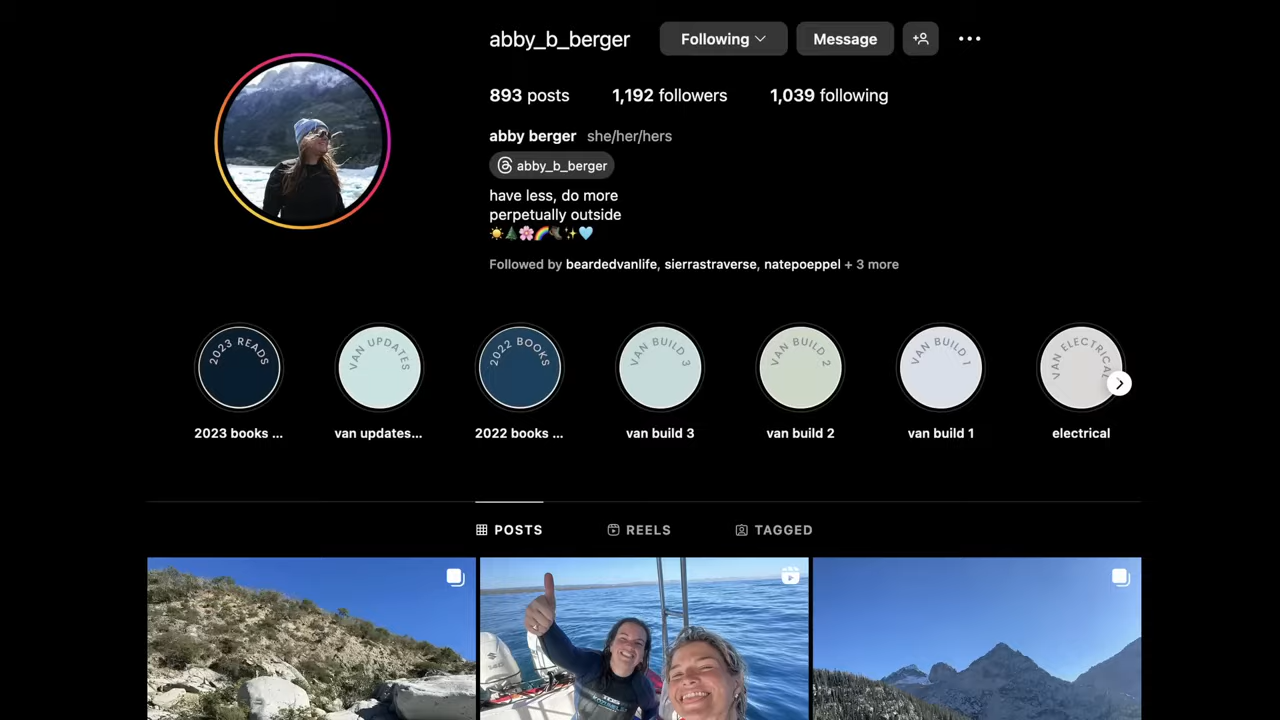 abby_b_berger
Following
Message
893 posts
1,192 followers
1,039 following
abby berger she/her/hers
abby_b_berger
have less, do more
perpetually outside
☀️🌲🌸🌈🥾✨🩵
Followed by beardedvanlife, sierrastraverse, natepoeppel + 3 more
2023 READS
VAN UPDATES
2022 BOOKS
VAN BUILD 3
VAN BUILD 2
VAN BUILD 1
VAN ELECTRICAL
2023 books ...
van updates...
2022 books ...
van build 3
van build 2
van build 1
electrical
POSTS
REELS
TAGGED